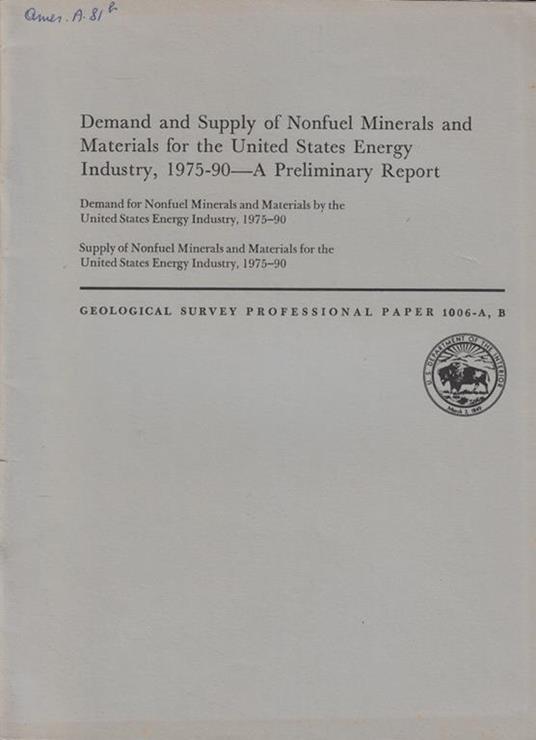 Amer. A. 81 b
Demand and Supply of Nonfuel Minerals and
Materials for the United States Energy
Industry, 1975-90—A Preliminary Report
Demand for Nonfuel Minerals and Materials by the
United States Energy Industry, 1975–90
Supply of Nonfuel Minerals and Materials for the
United States Energy Industry, 1975–90
GEOLOGICAL SURVEY PROFESSIONAL PAPER 1006-A, B
U.S. DEPARTMENT OF THE INTERIOR
March 3, 1849